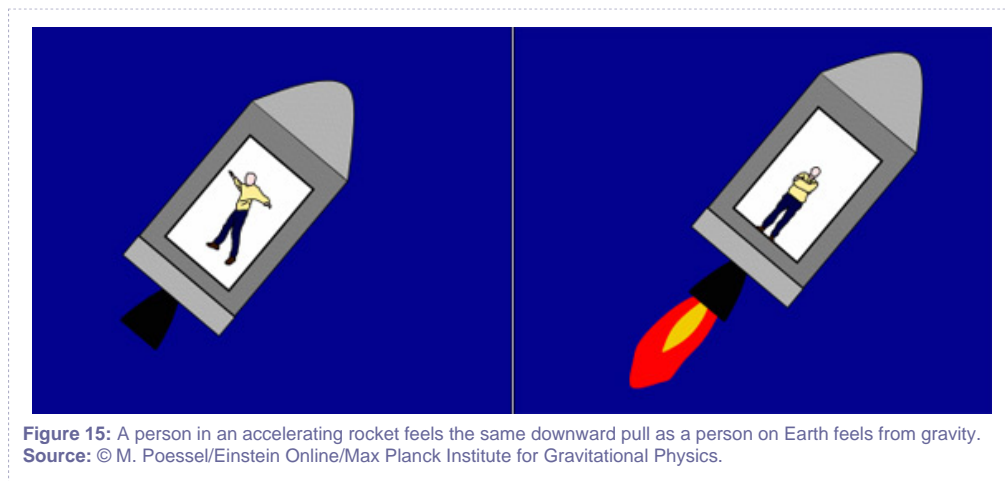 Figure 15: A person in an accelerating rocket feels the same downward pull as a person on Earth feels from gravity.
Source: © M. Poessel/Einstein Online/Max Planck Institute for Gravitational Physics.